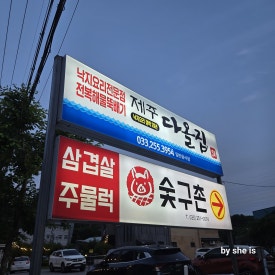 낙지요리전문점
전복해물뚝배기
제주 다올집
033.255.3954
삼겹살
주물럭
숯구촌
by she is